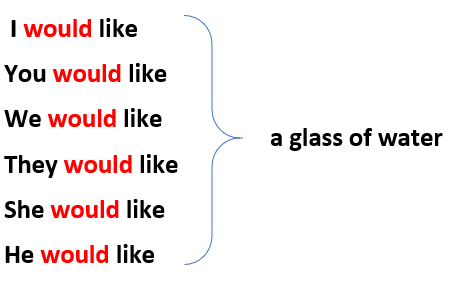 I would like
You would like
We would like
They would like
She would like
He would like
a glass of water